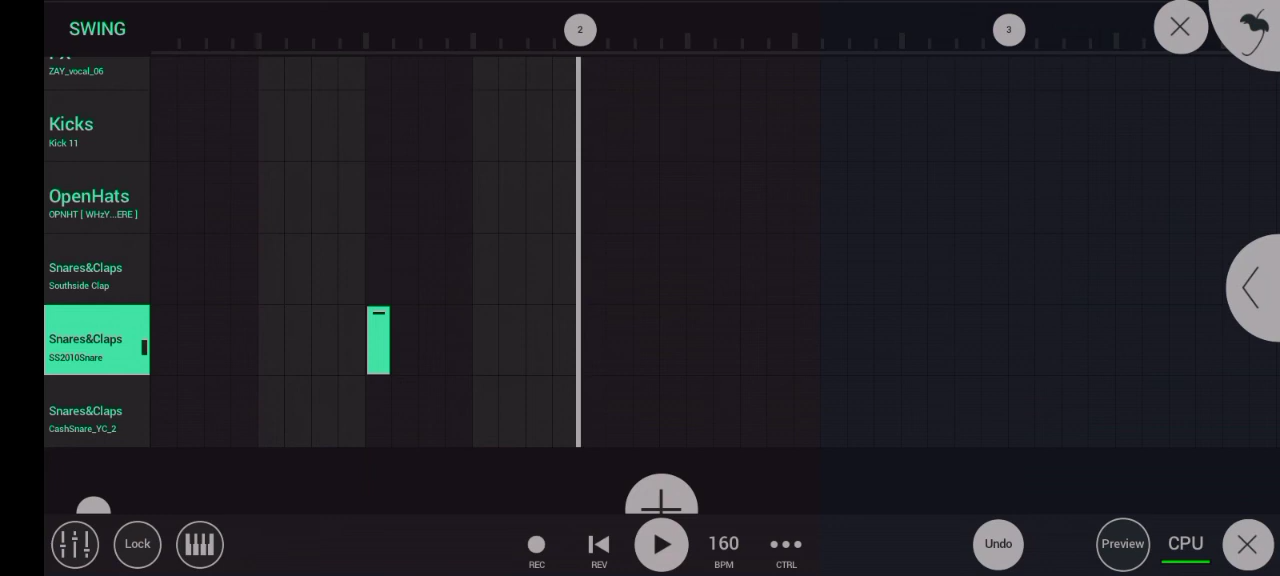 SWING
2
3
ZAY_vocal_06
Kicks
Kick 11
OpenHats
OPNHT [ WHzY...ERE ]
Snares&Claps
Southside Clap
Snares&Claps
SS2010Snare
Snares&Claps
CashSnare_YC_2
Lock
REC
REV
160
BPM
CTRL
Undo
Preview
CPU